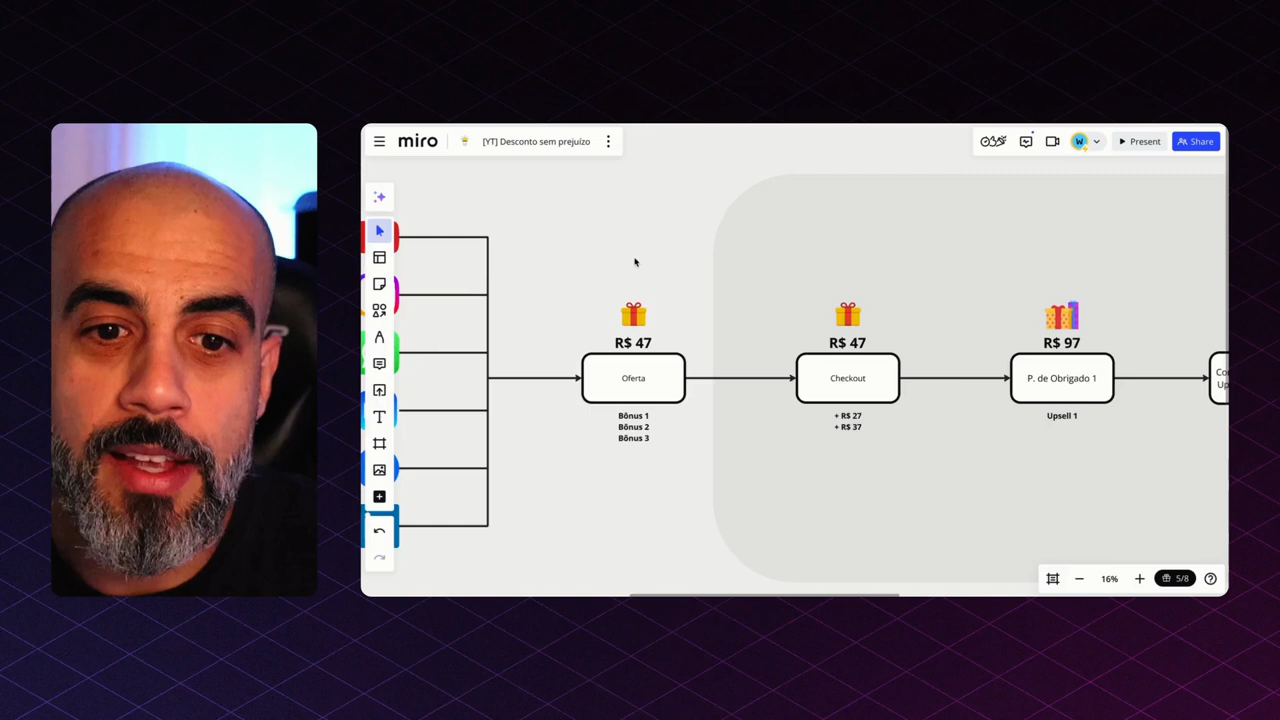 miro
[YT] Desconto sem prejuízo
W
Present
Share
R$ 47
Oferta
Bônus 1
Bônus 2
Bônus 3
R$ 47
Checkout
+ R$ 27
+ R$ 37
R$ 97
P. de Obrigado 1
Upsell 1
16%
5/8